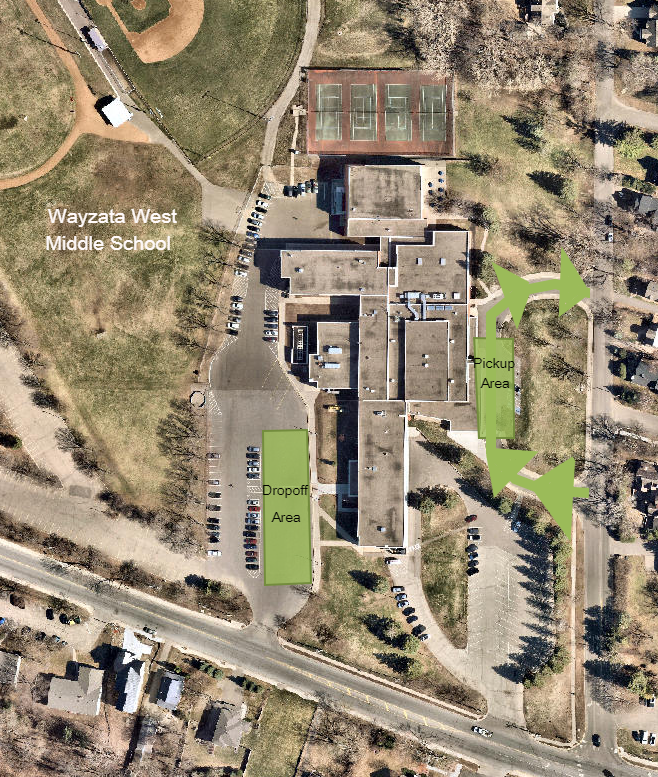 Wayzata West
Middle School
Pickup
Area
Dropoff
Area